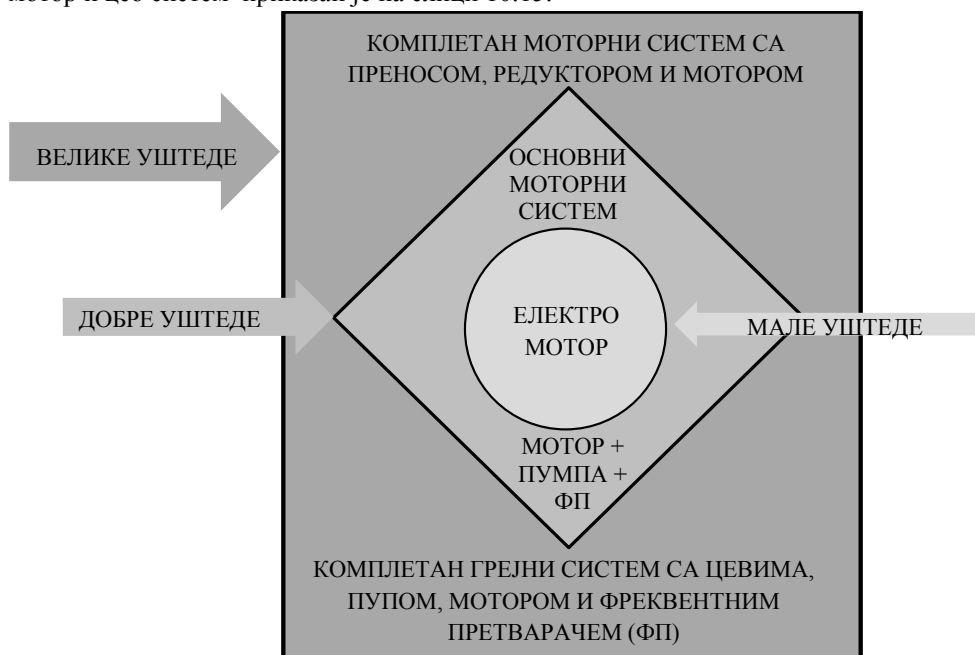 КОМПЛЕТАН МОТОРНИ СИСТЕМ СА
ПРЕНОСОМ, РЕДУКТОРОМ И МОТОРОМ
ВЕЛИКЕ УШТЕДЕ
ОСНОВНИ
МОТОРНИ
СИСТЕМ
ДОБРЕ УШТЕДЕ
ЕЛЕКТРО
МОТОР
МАЛЕ УШТЕДЕ
МОТОР +
ПУМПА +
ФП
КОМПЛЕТАН ГРЕЈНИ СИСТЕМ СА ЦЕВИМА,
ПУПОМ, МОТОРОМ И ФРЕКВЕНТНИМ
ПРЕТВАРАЧЕМ (ФП)